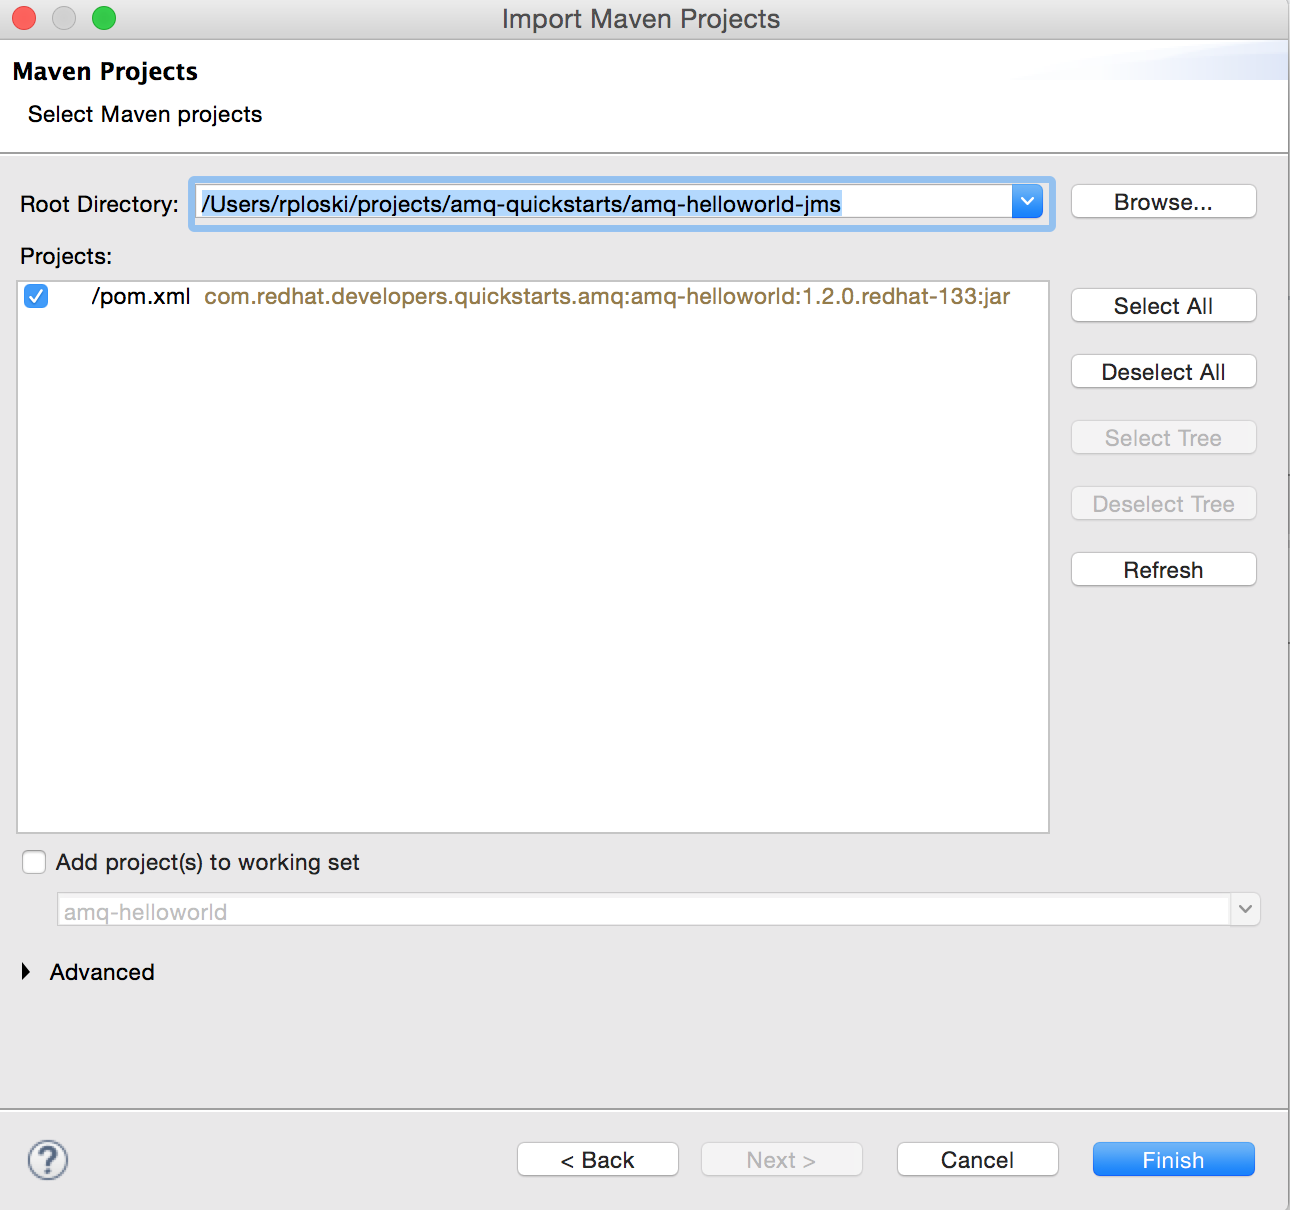 Import Maven Projects
Maven Projects
Select Maven projects
Root Directory: /Users/rploski/projects/amq-quickstarts/amq-helloworld-jms Browse...
Projects:
/pom.xml com.redhat.developers.quickstarts.amq:amq-helloworld:1.2.0.redhat-133:jar
Select All
Deselect All
Select Tree
Deselect Tree
Refresh
Add project(s) to working set
amq-helloworld
Advanced
? < Back Next > Cancel Finish